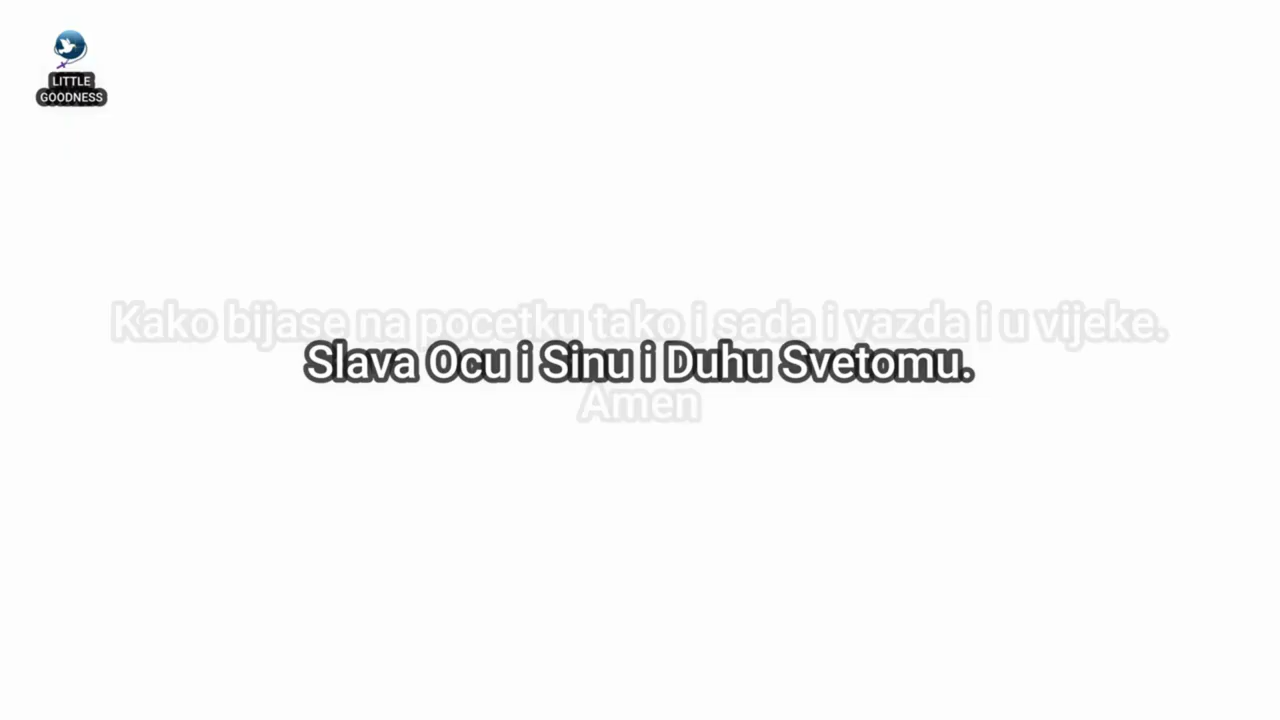 LITTLE
GOODNESS
Kako bijase na pocetku tako i sada i vazda i u vijeke.
Slava Ocu i Sinu i Duhu Svetomu.
Amen